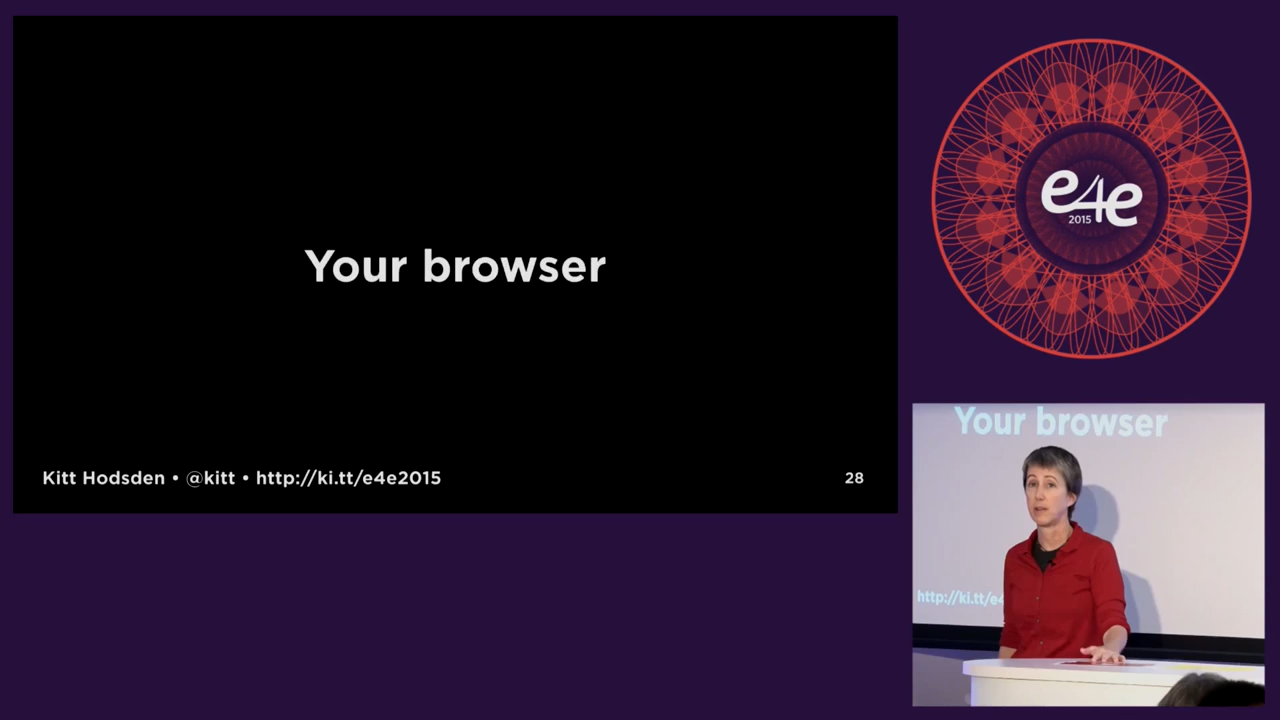 Your browser
Kitt Hodsden • @kitt • http://ki.tt/e4e2015
28
e4e
2015
Your browser
http://ki.tt/e4